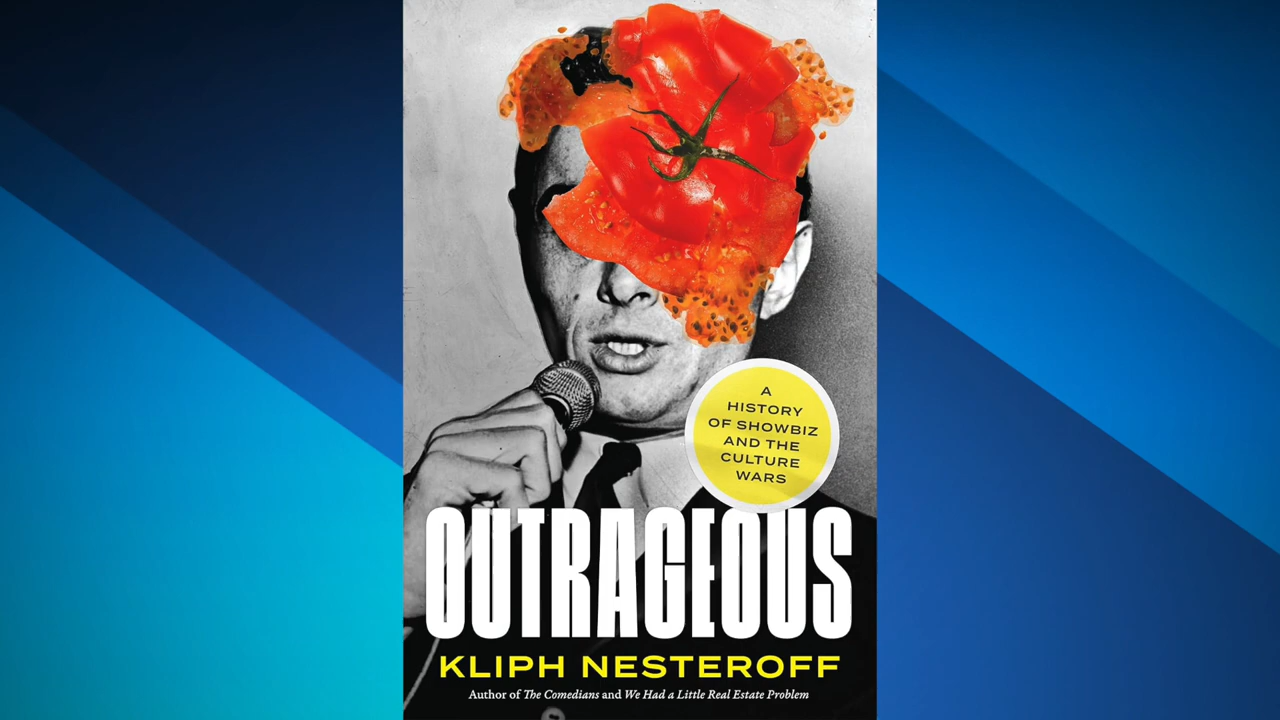 A
HISTORY
OF SHOWBIZ
AND THE
CULTURE
WARS
OUTRAGEOUS
KLIPH NESTEROFF
Author of The Comedians and We Had a Little Real Estate Problem